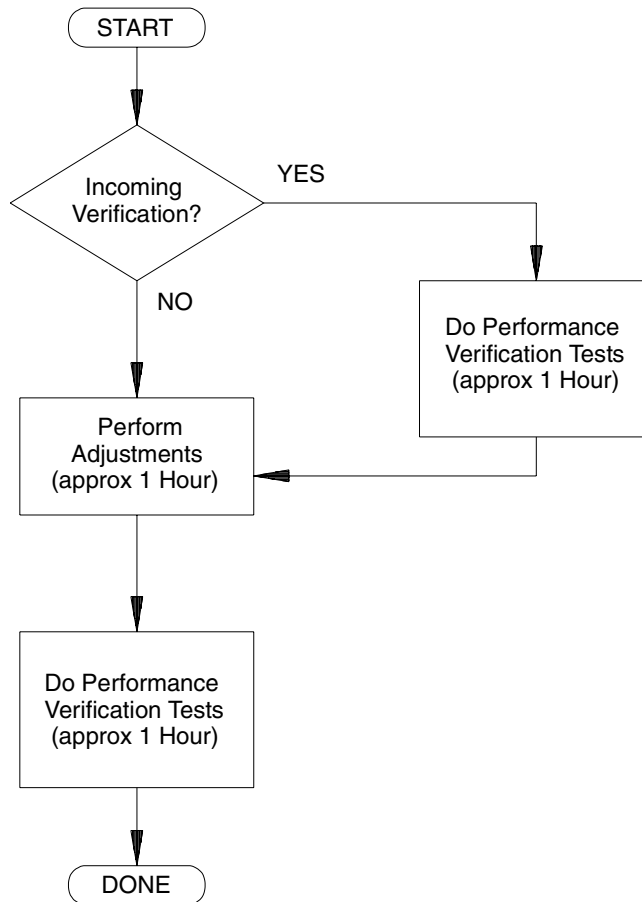 START
Incoming
Verification?
YES
NO
Do Performance
Verification Tests
(approx 1 Hour)
Perform
Adjustments
(approx 1 Hour)
Do Performance
Verification Tests
(approx 1 Hour)
DONE